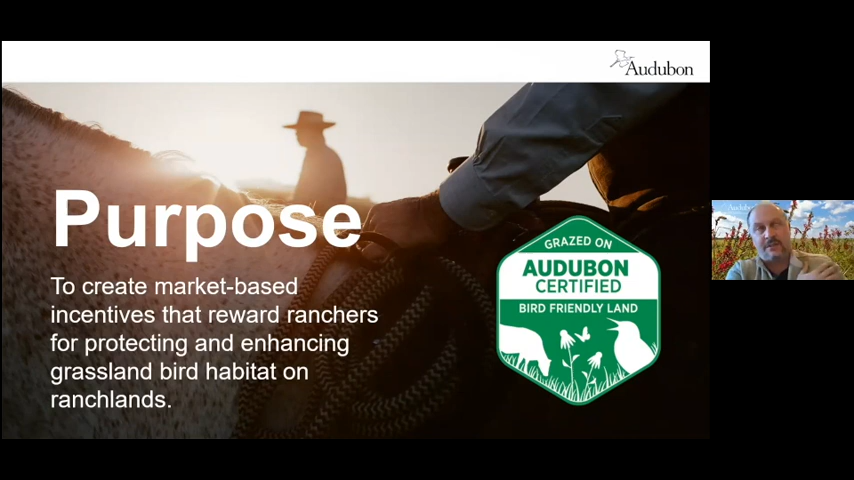 Audubon
Purpose
To create market-based
incentives that reward ranchers
for protecting and enhancing
grassland bird habitat on
ranchlands.
GRAZED ON
AUDUBON
CERTIFIED
BIRD FRIENDLY LAND